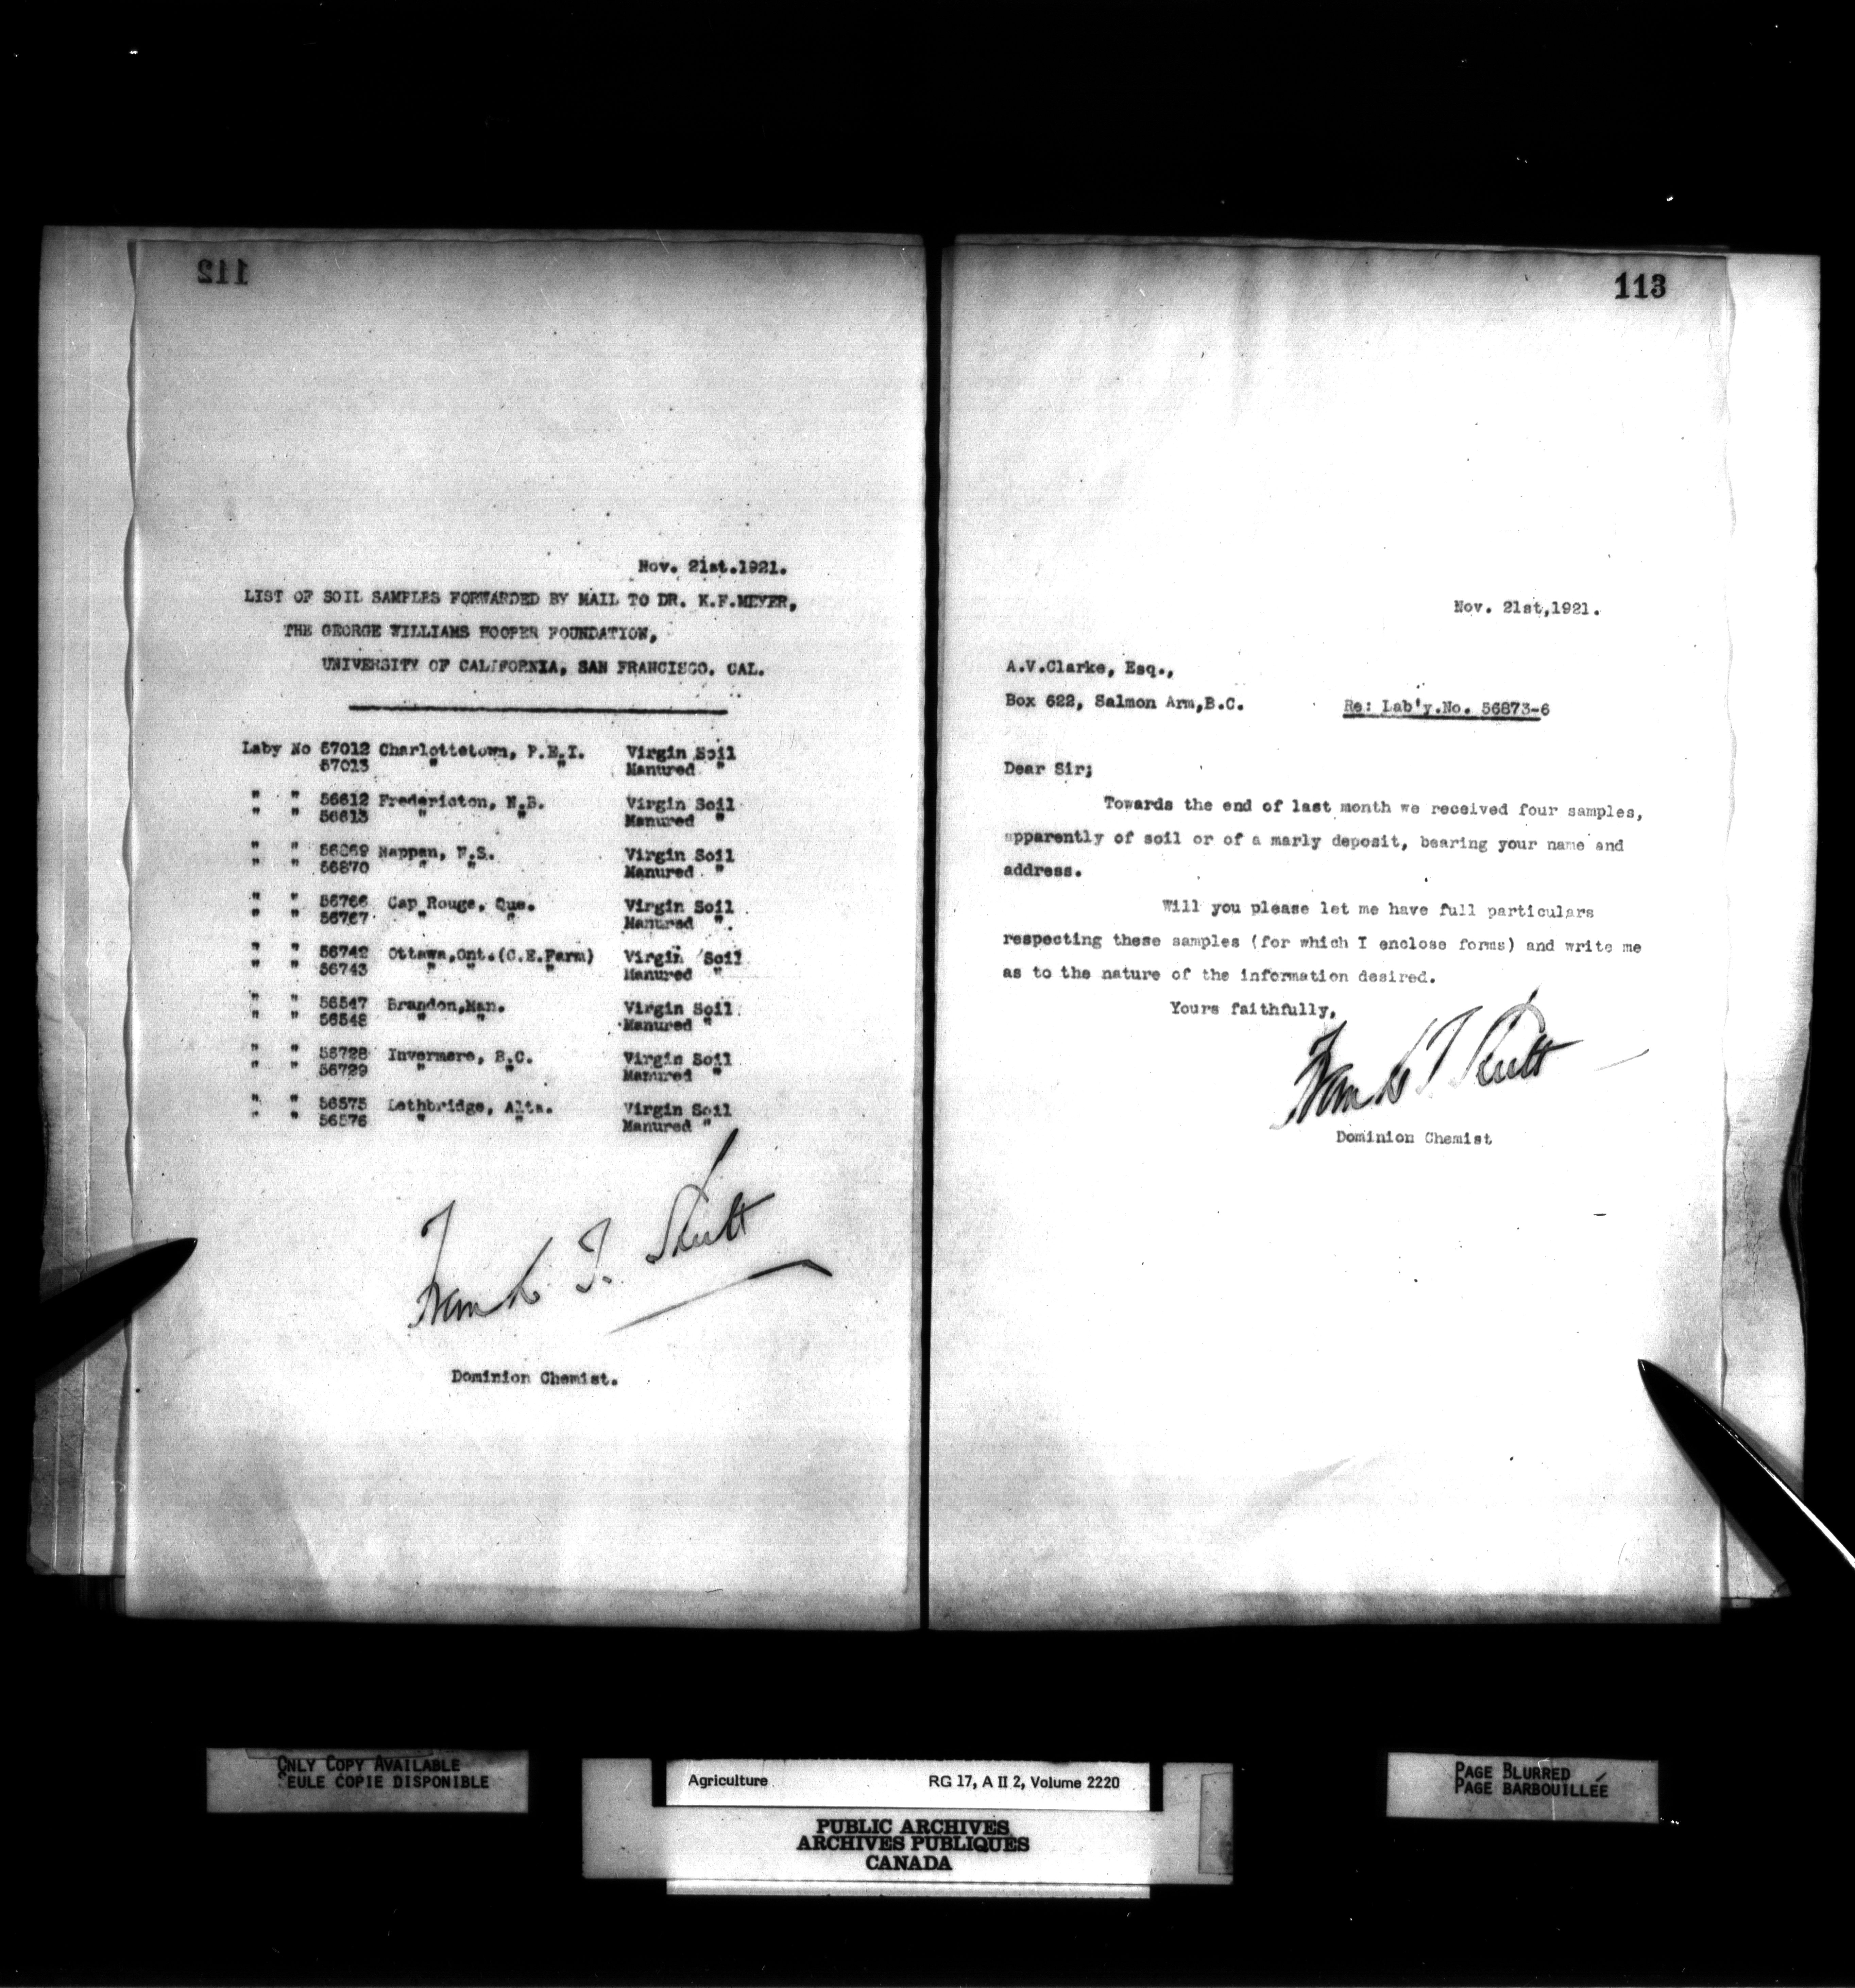 112
Nov. 21st.1921.
LIST OF SOIL SAMPLES FORWARDED BY MAIL TO DR. K.F.MEYER,
THE GEORGE WILLIAMS HOOPER FOUNDATION,
UNIVERSITY OF CALIFORNIA, SAN FRANCISCO. CAL.
Laby No 57012 Charlottetown, P.E.I. Virgin Soil
57013 " " Manured "
" " 56612 Fredericton, N.B. Virgin Soil
" " 56613 " " Manured "
" " 56869 Nappan, N.S. Virgin Soil
" " 56870 " " Manured "
" " 56766 Cap Rouge, Que. Virgin Soil
" " 56767 " " Manured "
" " 56742 Ottawa,Ont.(C.E.Farm) Virgin Soil
" " 56743 " " " Manured "
" " 56547 Brandon,Man. Virgin Soil
" " 56548 " " Manured "
" " 56728 Invermere, B.C. Virgin Soil
" " 56729 " " Manured "
" " 56575 Lethbridge, Alta. Virgin Soil
" " 56576 " " Manured "
Frank T. Shutt
Dominion Chemist.
113
Nov. 21st,1921.
A.V.Clarke, Esq.,
Box 622, Salmon Arm,B.C. Re: Lab'y.No. 56873-6
Dear Sir;
Towards the end of last month we received four samples,
apparently of soil or of a marly deposit, bearing your name and
address.
Will you please let me have full particulars
respecting these samples (for which I enclose forms) and write me
as to the nature of the information desired.
Yours faithfully,
Frank T Shutt
Dominion Chemist
ONLY COPY AVAILABLE
SEULE COPIE DISPONIBLE
Agriculture RG 17, A II 2, Volume 2220
PUBLIC ARCHIVES
ARCHIVES PUBLIQUES
CANADA
PAGE BLURRED
PAGE BARBOUILLÉE